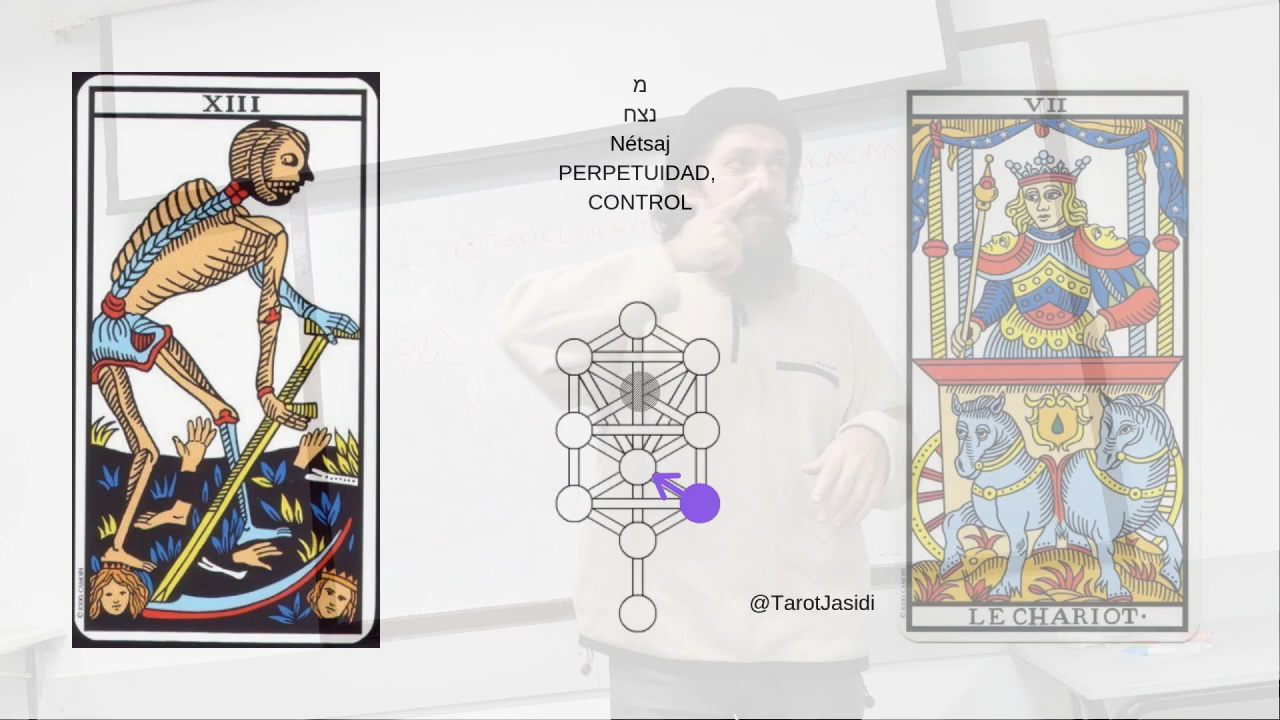 XIII
מ
נצח
Nétsaj
PERPETUIDAD,
CONTROL
VII
@TarotJasidi
LE CHARIOT·